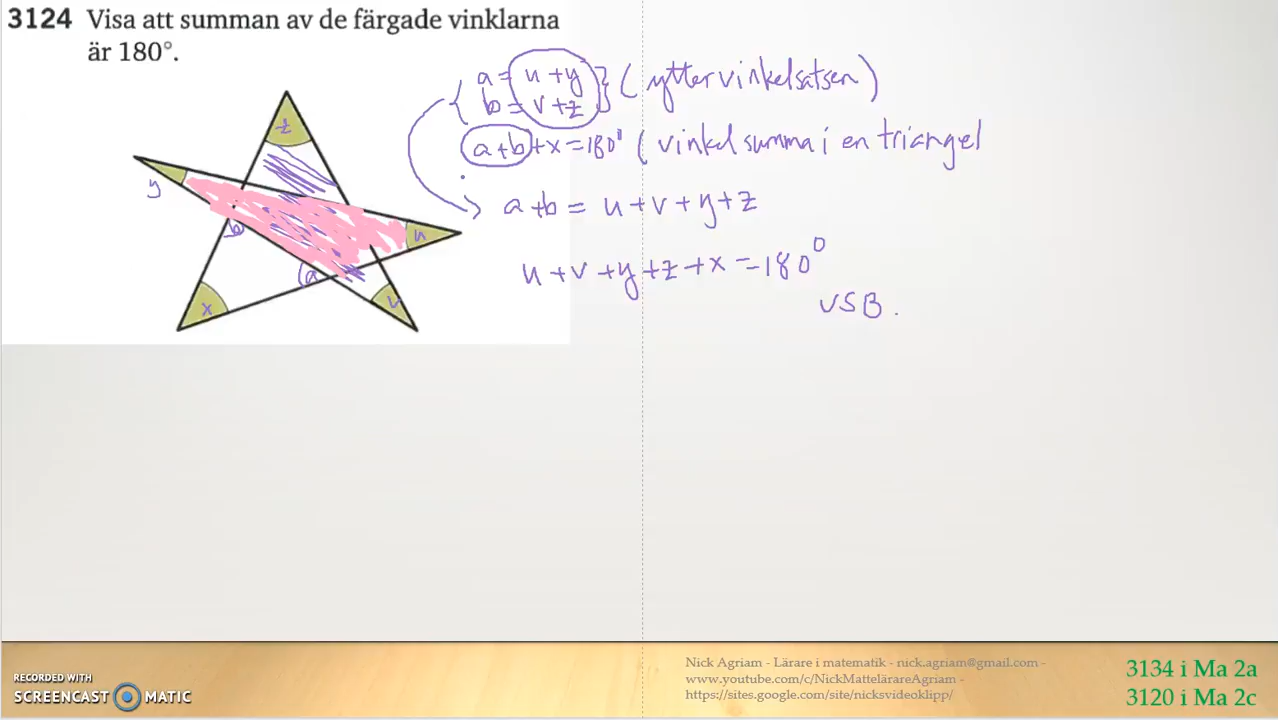 3124 Visa att summan av de färgade vinklarna
är 180°.
z
y
u
b
a
x
v
a = u + y
b = v + z } ( yttervinkelsatsen )
a + b + x = 180° ( vinkelsumma i en triangel
a + b = u + v + y + z
u + v + y + z + x = 180°
VSB.
RECORDED WITH
SCREENCAST MATIC
Nick Agriam - Lärare i matematik - nick.agriam@gmail.com -
www.youtube.com/c/NickMattelärareAgriam -
https://sites.google.com/site/nicksvideoklipp/
3134 i Ma 2a
3120 i Ma 2c